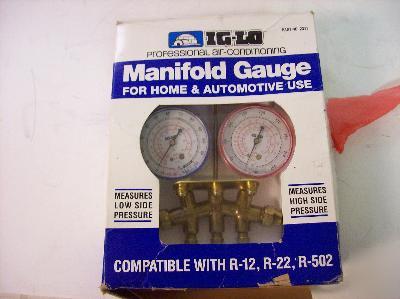 IG-LO
professional air-conditioning
Manifold Gauge
FOR HOME & AUTOMOTIVE USE
MEASURES
LOW SIDE
PRESSURE
MEASURES
HIGH SIDE
PRESSURE
COMPATIBLE WITH R-12, R-22, R-502